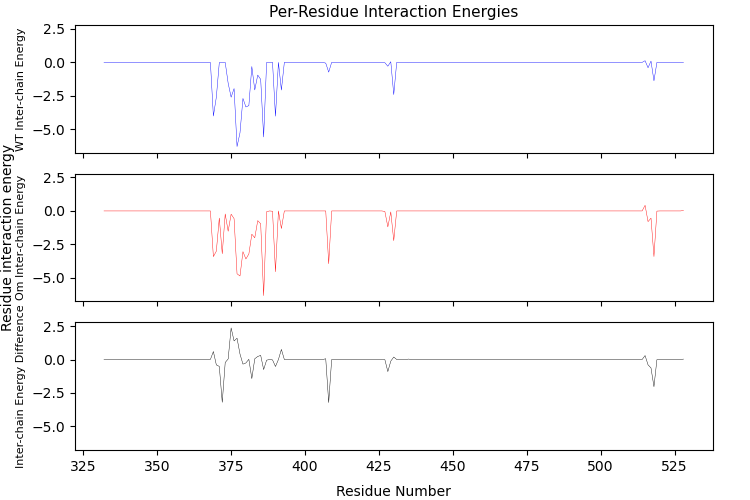 Per-Residue Interaction Energies
WT Inter-chain Energy
2.5
0.0
−2.5
−5.0
Residue interaction energy
Om Inter-chain Energy
2.5
0.0
−2.5
−5.0
Inter-chain Energy Difference
2.5
0.0
−2.5
−5.0
325 350 375 400 425 450 475 500 525
Residue Number